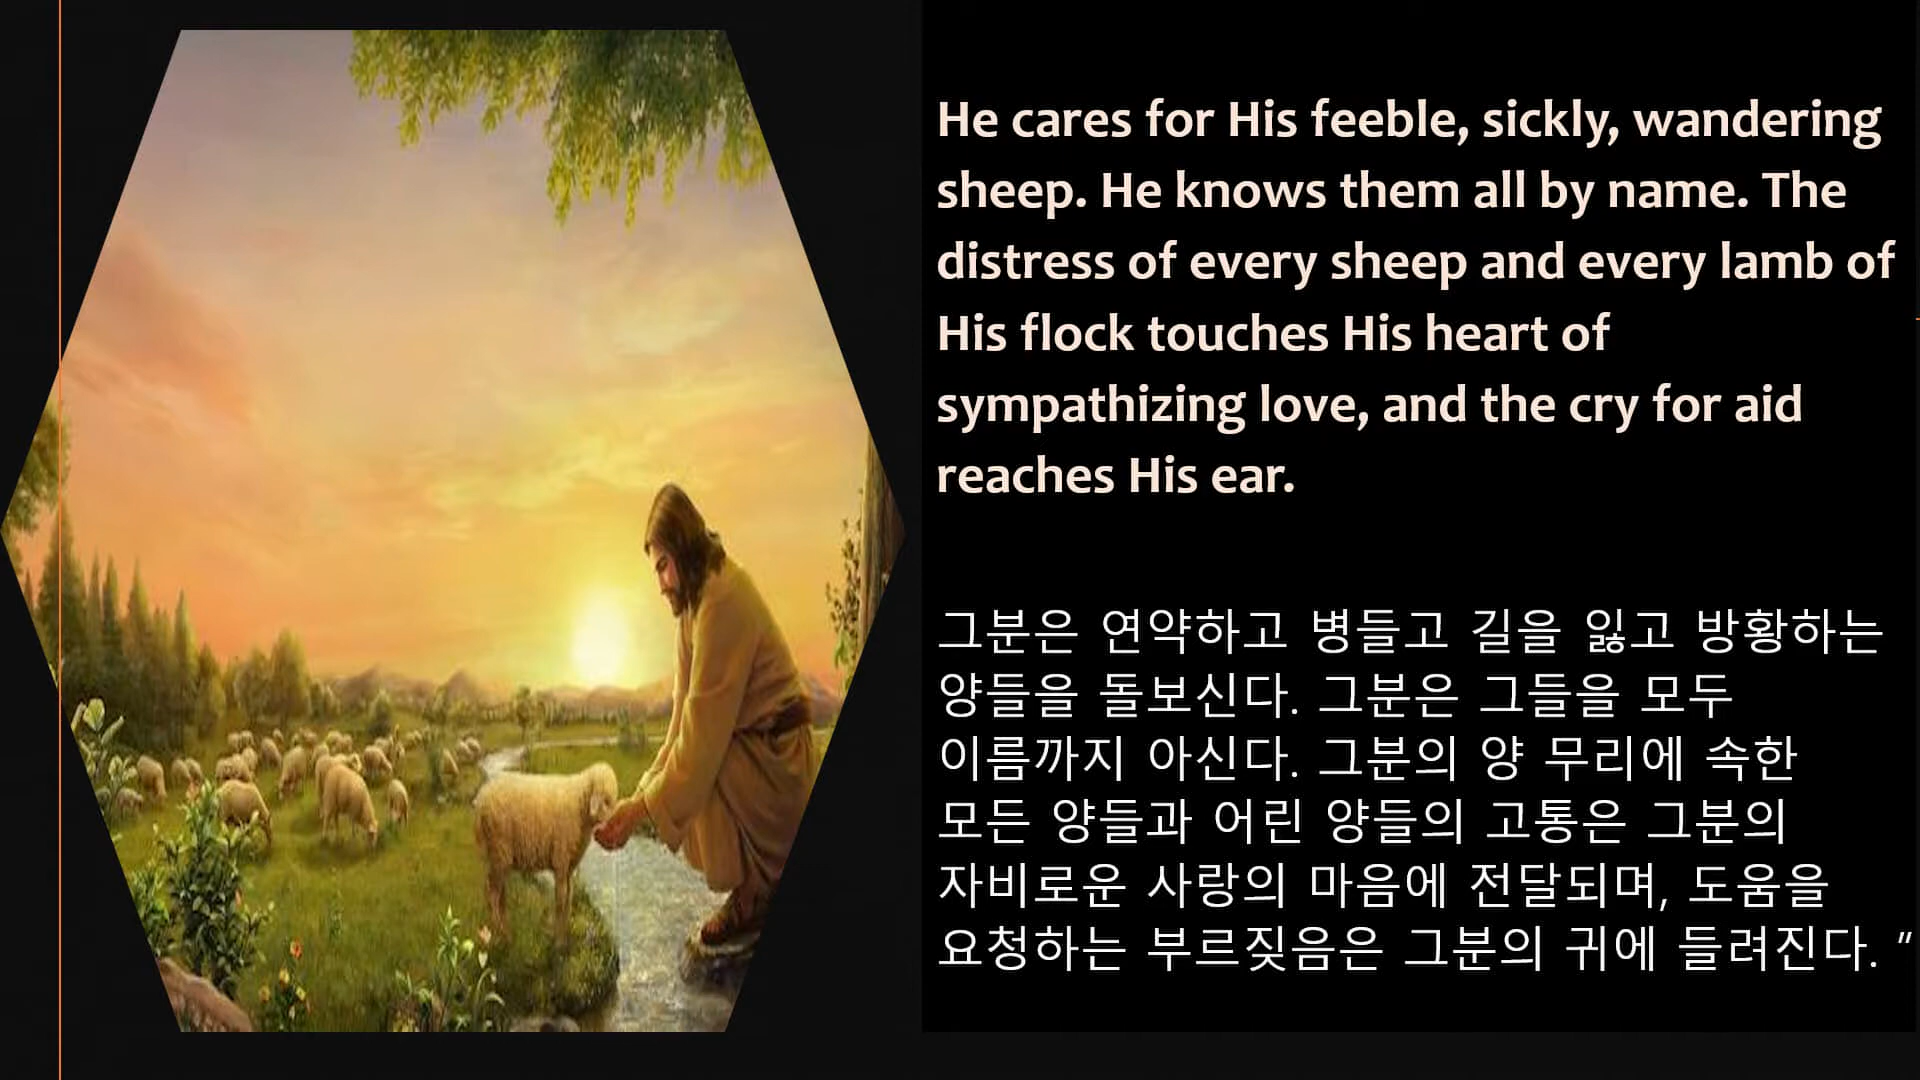 He cares for His feeble, sickly, wandering
sheep. He knows them all by name. The
distress of every sheep and every lamb of
His flock touches His heart of
sympathizing love, and the cry for aid
reaches His ear.
그분은 연약하고 병들고 길을 잃고 방황하는
양들을 돌보신다. 그분은 그들을 모두
이름까지 아신다. 그분의 양 무리에 속한
모든 양들과 어린 양들의 고통은 그분의
자비로운 사랑의 마음에 전달되며, 도움을
요청하는 부르짖음은 그분의 귀에 들려진다. ”